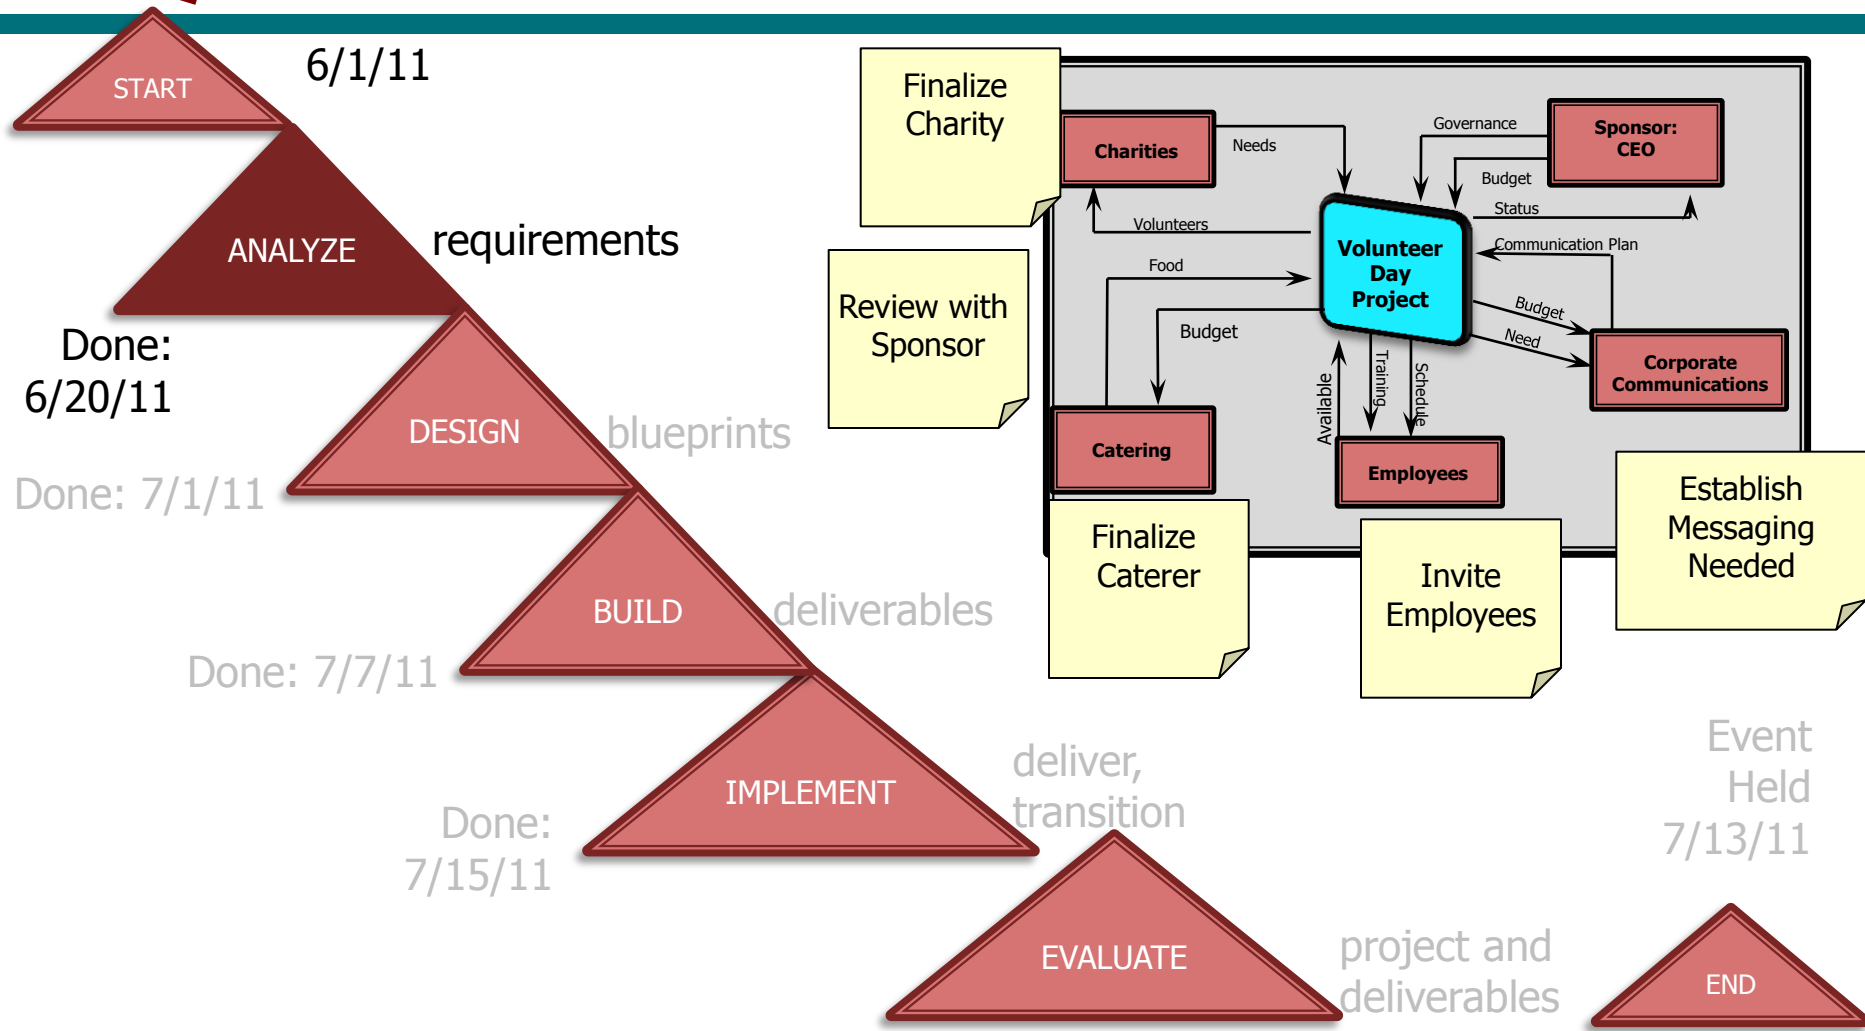 START
6/1/11
ANALYZE
requirements
Done:
6/20/11
DESIGN
blueprints
Done: 7/1/11
BUILD
deliverables
Done: 7/7/11
IMPLEMENT
deliver,
transition
Done:
7/15/11
EVALUATE
project and
deliverables
Event
Held
7/13/11
END
Finalize
Charity
Review with
Sponsor
Charities
Needs
Volunteers
Governance
Sponsor:
CEO
Budget
Status
Volunteer
Day
Project
Communication Plan
Food
Budget
Budget
Need
Corporate
Communications
Available
Training
Schedule
Catering
Employees
Finalize
Caterer
Invite
Employees
Establish
Messaging
Needed